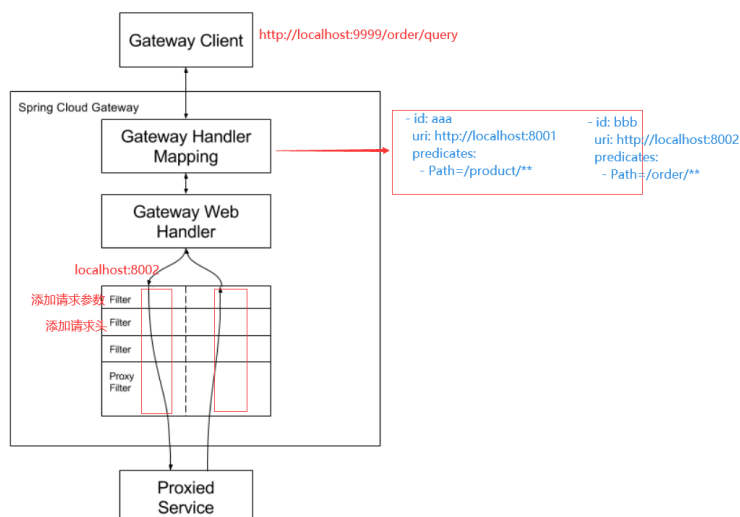 Gateway Client
http://localhost:9999/order/query
Spring Cloud Gateway
Gateway Handler
Mapping
- id: aaa
uri: http://localhost:8001
predicates:
- Path=/product/**
- id: bbb
uri: http://localhost:8002
predicates:
- Path=/order/**
Gateway Web
Handler
localhost:8002
添加请求参数
Filter
添加请求头
Filter
Filter
Proxy
Filter
Proxied
Service